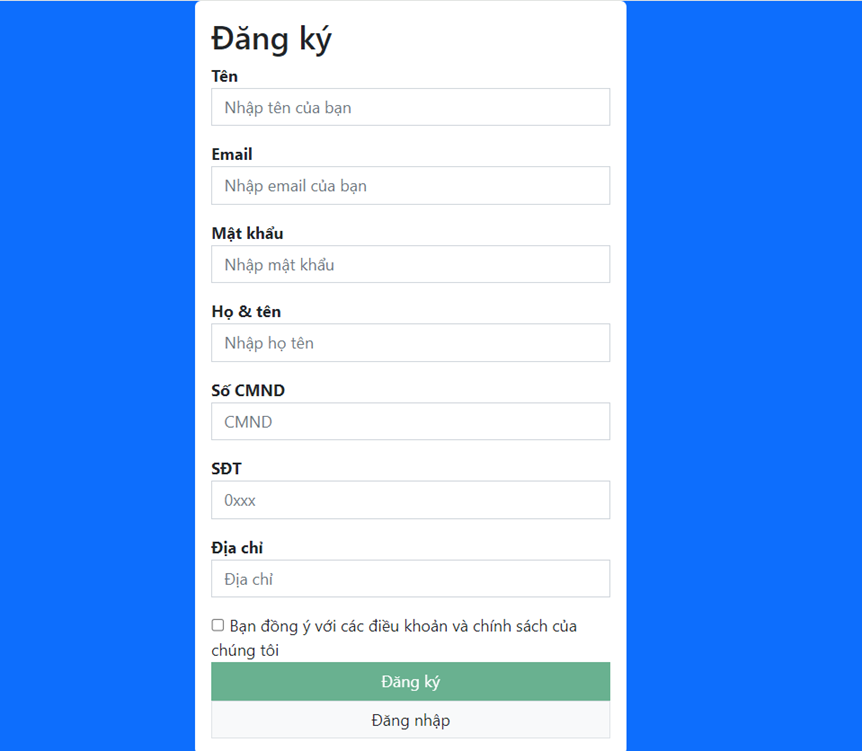 Đăng ký
Tên
Nhập tên của bạn
Email
Nhập email của bạn
Mật khẩu
Nhập mật khẩu
Họ & tên
Nhập họ tên
Số CMND
CMND
SĐT
0xxx
Địa chỉ
Địa chỉ
Bạn đồng ý với các điều khoản và chính sách của
chúng tôi
Đăng ký
Đăng nhập